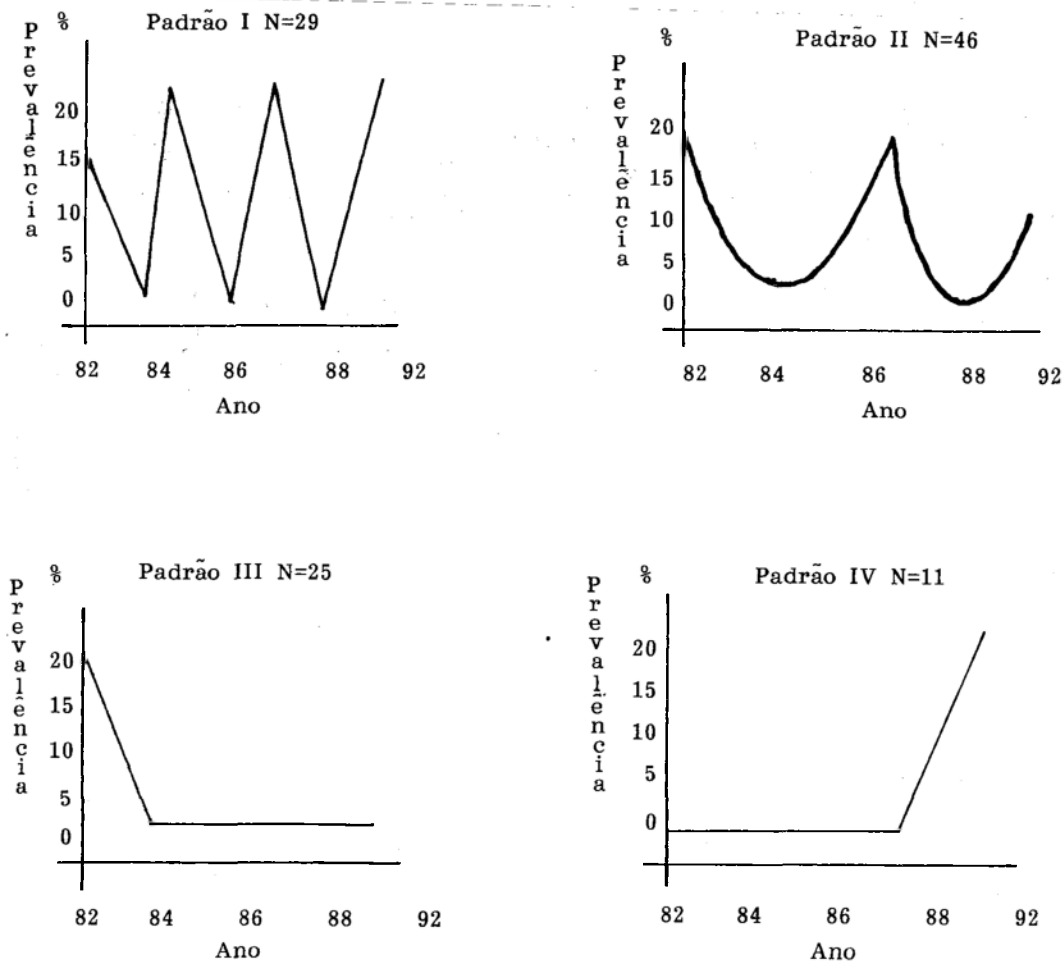 Padrão I N=29
%
Prevalência
20
15
10
5
0
82 84 86 88 92
Ano
Padrão II N=46
%
Prevalência
20
15
10
5
0
82 84 86 88 92
Ano
Padrão III N=25
%
Prevalência
20
15
10
5
0
82 84 86 88 92
Ano
Padrão IV N=11
%
Prevalência
20
15
10
5
0
82 84 86 88 92
Ano